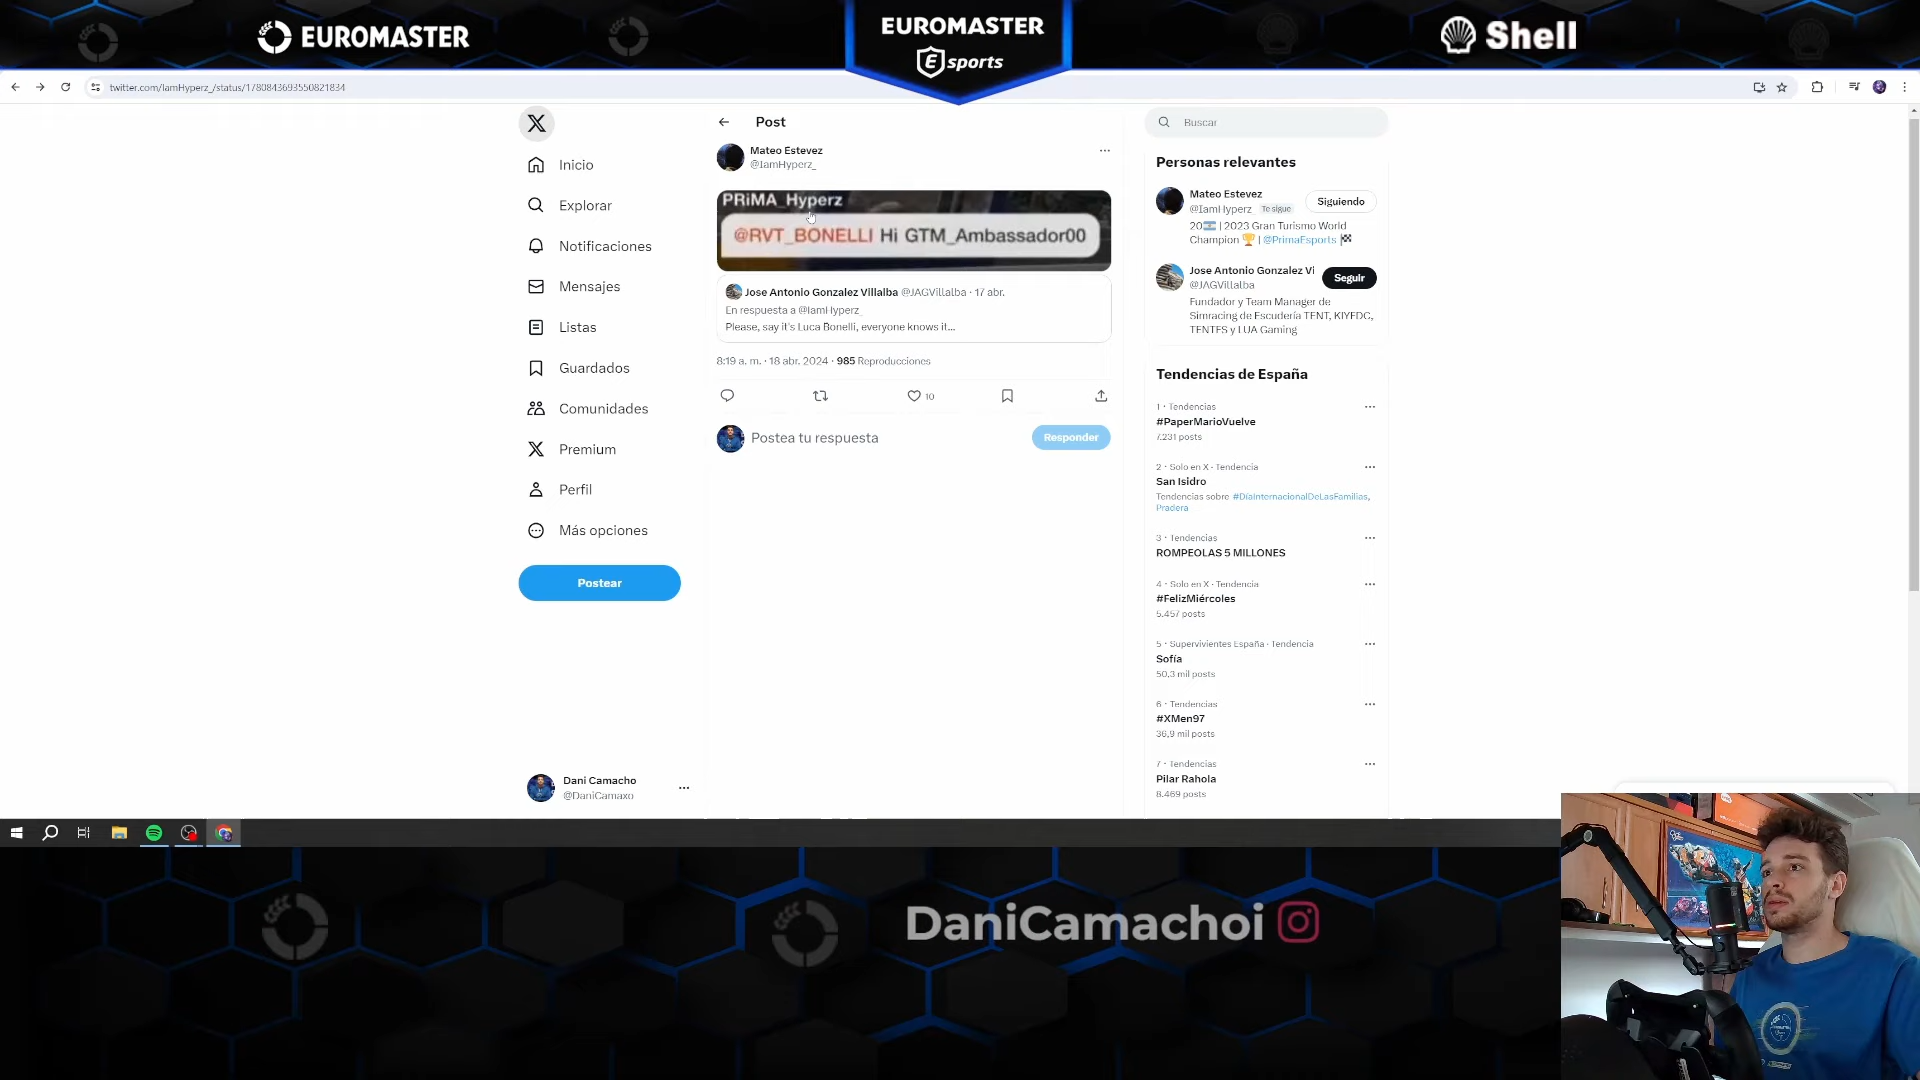 EUROMASTER
EUROMASTER
Esports
Shell
twitter.com/IamHyperz_/status/1780843693550821834
Inicio
Explorar
Notificaciones
Mensajes
Listas
Guardados
Comunidades
Premium
Perfil
Más opciones
Postear
Dani Camacho
@DaniCamaxo
Post
Mateo Estevez
@IamHyperz_
PRiMA_Hyperz
@RVT_BONELLI Hi GTM_Ambassador00
Jose Antonio Gonzalez Villalba @JAGVillalba · 17 abr.
En respuesta a @IamHyperz_
Please, say it's Luca Bonelli, everyone knows it...
8:19 a. m. · 18 abr. 2024 · 985 Reproducciones
10
Postea tu respuesta
Responder
Buscar
Personas relevantes
Mateo Estevez
@IamHyperz_ Te sigue
Siguiendo
20🇦🇷 | 2023 Gran Turismo World
Champion 🏆 | @PrimaEsports 🏁
Jose Antonio Gonzalez Vi
@JAGVillalba
Seguir
Fundador y Team Manager de
Simracing de Escudería TENT, KIYFDC,
TENTFS y LUA Gaming
Tendencias de España
1 · Tendencias
#PaperMarioVuelve
7.231 posts
2 · Solo en X · Tendencia
San Isidro
Tendencias sobre #DíaInternacionalDeLasFamilias,
Pradera
3 · Tendencias
ROMPEOLAS 5 MILLONES
4 · Solo en X · Tendencia
#FelizMiércoles
5.457 posts
5 · Supervivientes España · Tendencia
Sofía
50,3 mil posts
6 · Tendencias
#XMen97
36,9 mil posts
7 · Tendencias
Pilar Rahola
8.469 posts
DaniCamachoi